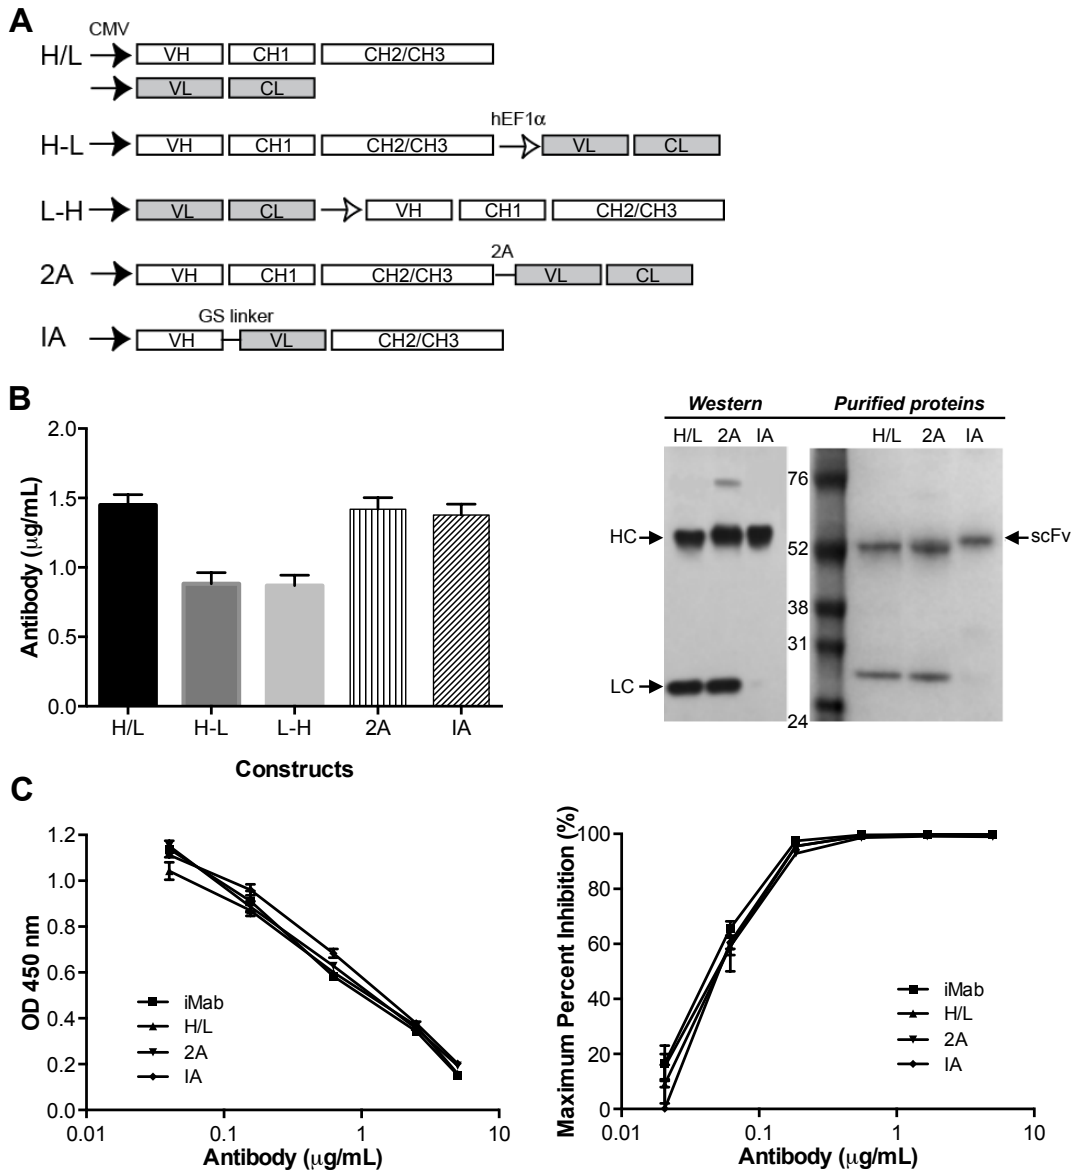 A
CMV
H/L VH CH1 CH2/CH3
VL CL
hEF1α
H-L VH CH1 CH2/CH3 VL CL
L-H VL CL VH CH1 CH2/CH3
2A
2A VH CH1 CH2/CH3 VL CL
GS linker
IA VH VL CH2/CH3
B
2.0
1.5
1.0
0.5
0.0
Antibody (μg/mL)
H/L H-L L-H 2A IA
Constructs
Western Purified proteins
H/L 2A IA H/L 2A IA
76
HC 52 scFv
38
31
LC
24
C
1.2
1.0
0.8
0.6
0.4
0.2
0.0
OD 450 nm
iMab
H/L
2A
IA
0.01 0.1 1 10
Antibody (μg/mL)
100
80
60
40
20
0
Maximum Percent Inhibition (%)
iMab
H/L
2A
IA
0.01 0.1 1 10
Antibody (μg/mL)